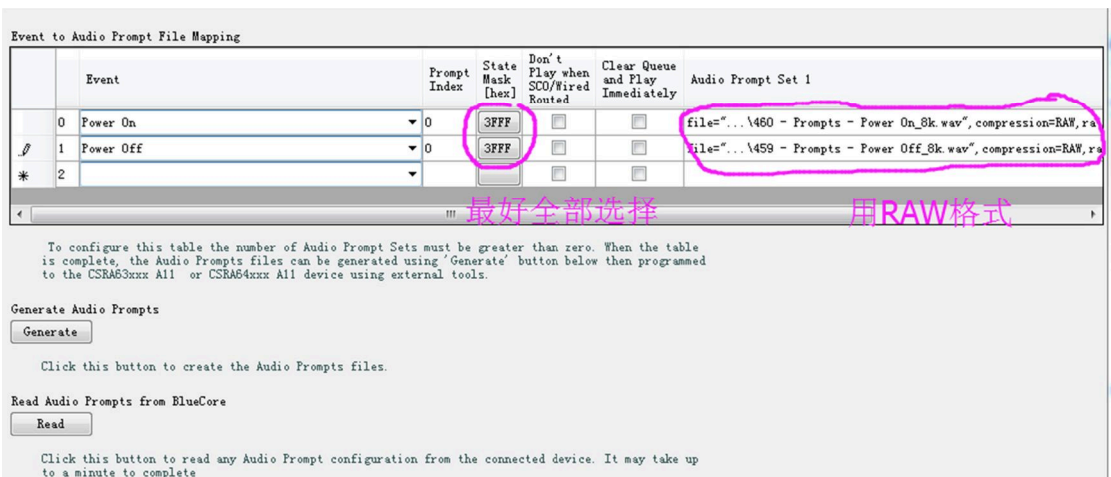 Event to Audio Prompt File Mapping
Event
Prompt Index
State Mask [hex]
Don't Play when SCO/Wired Routed
Clear Queue and Play Immediately
Audio Prompt Set 1
0 Power On 0 3FFF file="...\460 - Prompts - Power On_8k.wav", compression=RAW, ra
1 Power Off 0 3FFF file="...\459 - Prompts - Power Off_8k.wav", compression=RAW, ra
* 2
最好全部选择 用RAW格式
To configure this table the number of Audio Prompt Sets must be greater than zero. When the table
is complete, the Audio Prompts files can be generated using 'Generate' button below then programmed
to the CSRA63xxx A11 or CSRA64xxx A11 device using external tools.
Generate Audio Prompts
Generate
Click this button to create the Audio Prompts files.
Read Audio Prompts from BlueCore
Read
Click this button to read any Audio Prompt configuration from the connected device. It may take up
to a minute to complete